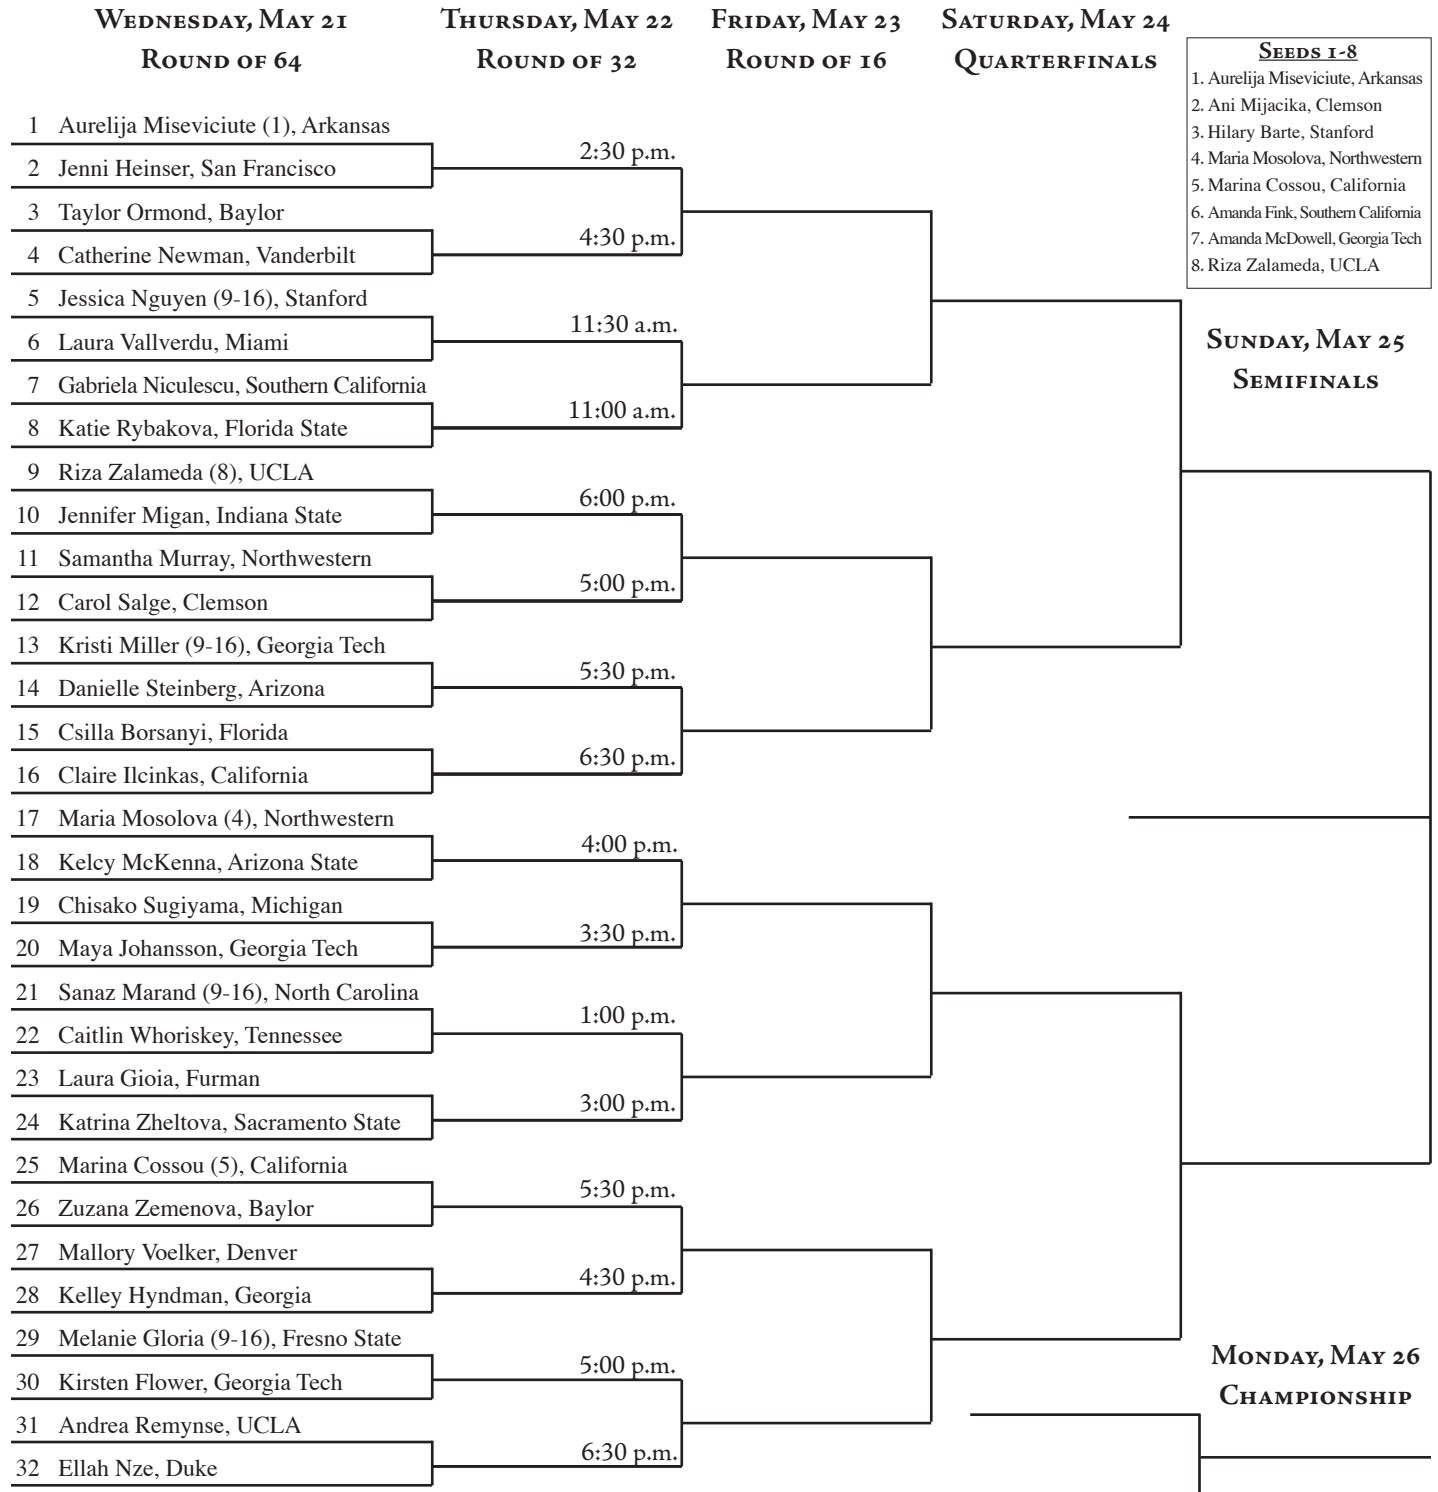 Wednesday, May 21
Round of 64
Thursday, May 22
Round of 32
Friday, May 23
Round of 16
Saturday, May 24
Quarterfinals
Seeds 1-8
1. Aurelija Miseviciute, Arkansas
2. Ani Mijacika, Clemson
3. Hilary Barte, Stanford
4. Maria Mosolova, Northwestern
5. Marina Cossou, California
6. Amanda Fink, Southern California
7. Amanda McDowell, Georgia Tech
8. Riza Zalameda, UCLA
1 Aurelija Miseviciute (1), Arkansas
2 Jenni Heinser, San Francisco
3 Taylor Ormond, Baylor
4 Catherine Newman, Vanderbilt
5 Jessica Nguyen (9-16), Stanford
6 Laura Vallverdu, Miami
7 Gabriela Niculescu, Southern California
8 Katie Rybakova, Florida State
9 Riza Zalameda (8), UCLA
10 Jennifer Migan, Indiana State
11 Samantha Murray, Northwestern
12 Carol Salge, Clemson
13 Kristi Miller (9-16), Georgia Tech
14 Danielle Steinberg, Arizona
15 Csilla Borsanyi, Florida
16 Claire Ilcinkas, California
17 Maria Mosolova (4), Northwestern
18 Kelcy McKenna, Arizona State
19 Chisako Sugiyama, Michigan
20 Maya Johansson, Georgia Tech
21 Sanaz Marand (9-16), North Carolina
22 Caitlin Whoriskey, Tennessee
23 Laura Gioia, Furman
24 Katrina Zheltova, Sacramento State
25 Marina Cossou (5), California
26 Zuzana Zemenova, Baylor
27 Mallory Voelker, Denver
28 Kelley Hyndman, Georgia
29 Melanie Gloria (9-16), Fresno State
30 Kirsten Flower, Georgia Tech
31 Andrea Remynse, UCLA
32 Ellah Nze, Duke
2:30 p.m.
4:30 p.m.
11:30 a.m.
11:00 a.m.
6:00 p.m.
5:00 p.m.
5:30 p.m.
6:30 p.m.
4:00 p.m.
3:30 p.m.
1:00 p.m.
3:00 p.m.
5:30 p.m.
4:30 p.m.
5:00 p.m.
6:30 p.m.
Sunday, May 25
Semifinals
Monday, May 26
Championship